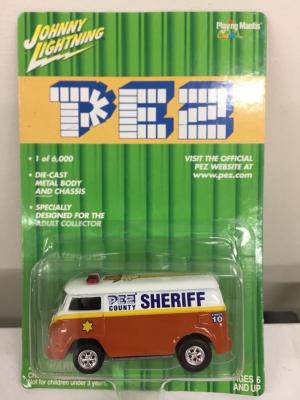 JOHNNY
LIGHTNING
Playing Mantis
PEZ
• 1 of 6,000
• DIE-CAST
METAL BODY
AND CHASSIS
• SPECIALLY
DESIGNED FOR THE
ADULT COLLECTOR
VISIT THE OFFICIAL
PEZ WEBSITE AT
www.pez.com
PEZ
COUNTY
SHERIFF
10
Not for children under 3 years.
AGES 6
AND UP